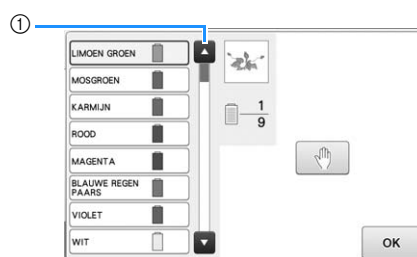 ①
LIMOEN GROEN
MOSGROEN
KARMIJN
ROOD
MAGENTA
BLAUWE REGEN
PAARS
VIOLET
WIT
1
9
OK